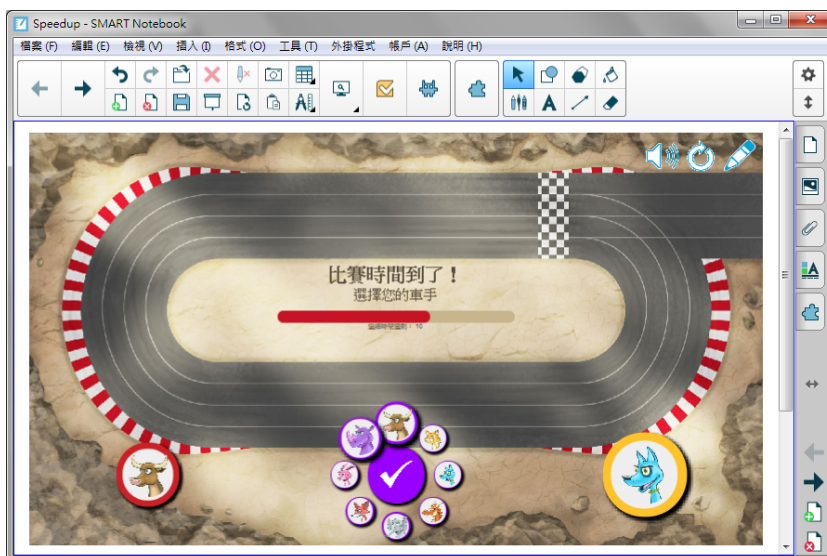 Speedup - SMART Notebook
檔案 (F) 編輯 (E) 檢視 (V) 插入 (I) 格式 (O) 工具 (T) 外掛程式 帳戶 (A) 說明 (H)
比賽時間到了！
選擇您的車手
10